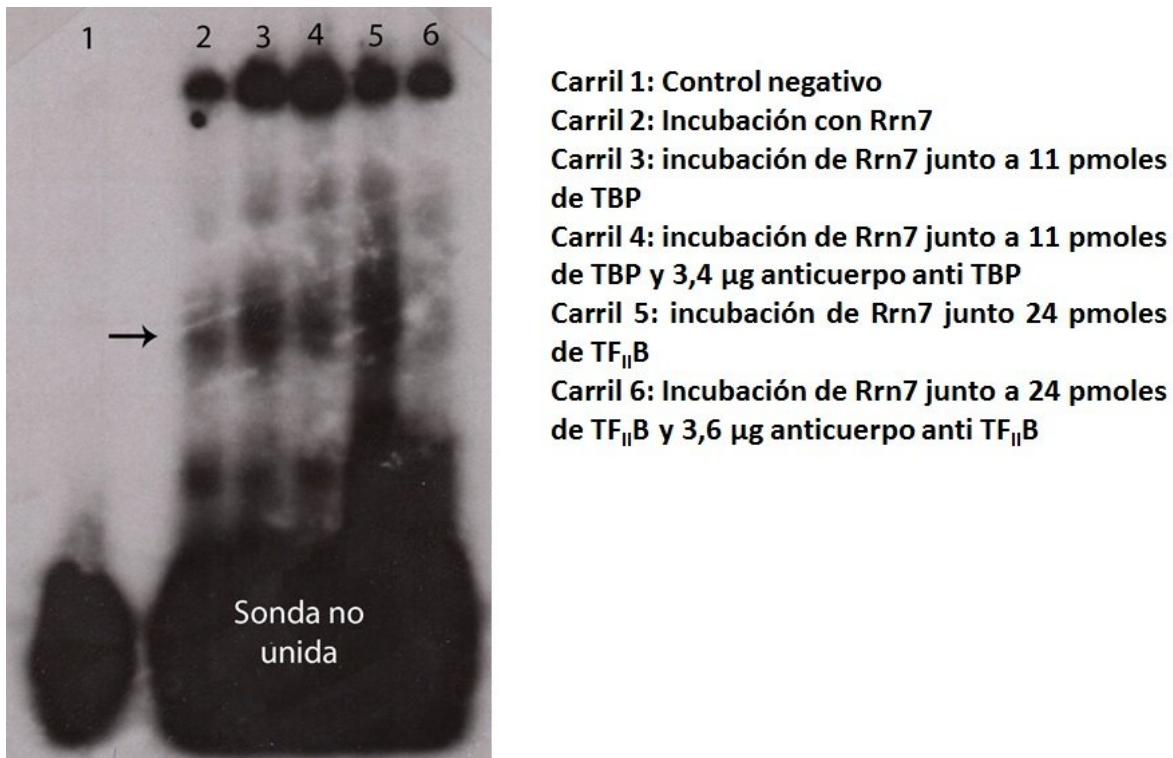 1 2 3 4 5 6
Sonda no
unida
Carril 1: Control negativo
Carril 2: Incubación con Rrn7
Carril 3: incubación de Rrn7 junto a 11 pmoles
de TBP
Carril 4: incubación de Rrn7 junto a 11 pmoles
de TBP y 3,4 µg anticuerpo anti TBP
Carril 5: incubación de Rrn7 junto 24 pmoles
de TFIIB
Carril 6: Incubación de Rrn7 junto a 24 pmoles
de TFIIB y 3,6 µg anticuerpo anti TFIIB